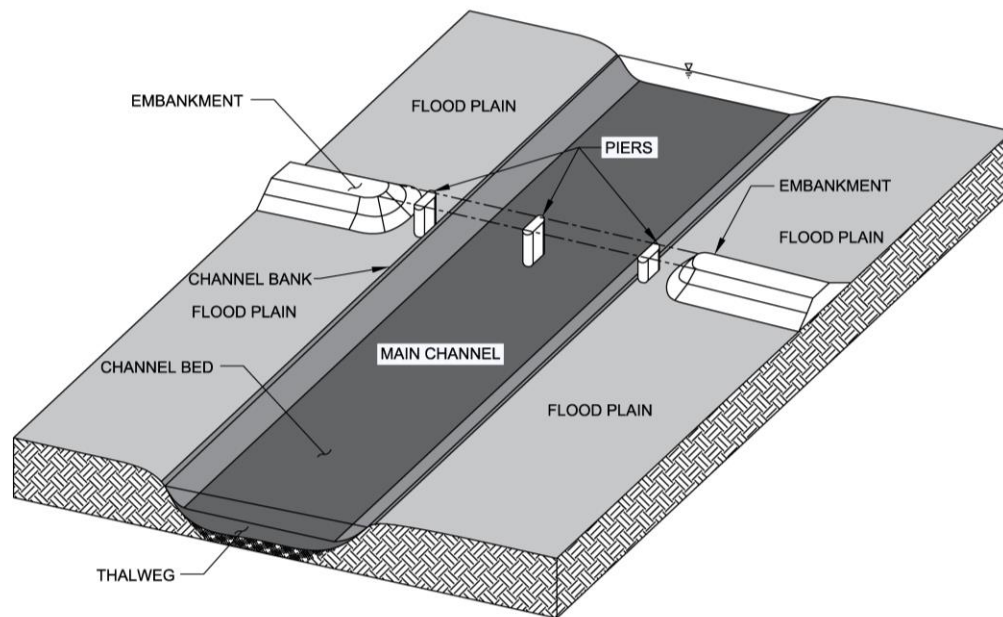 EMBANKMENT
FLOOD PLAIN
PIERS
EMBANKMENT
FLOOD PLAIN
CHANNEL BANK
FLOOD PLAIN
MAIN CHANNEL
CHANNEL BED
FLOOD PLAIN
THALWEG